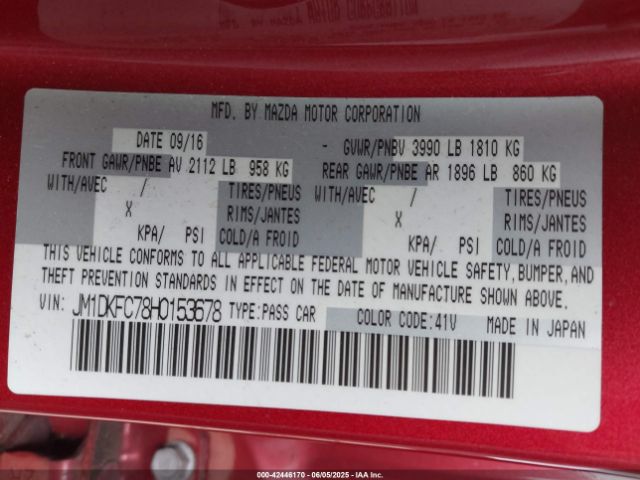 MFD. BY MAZDA MOTOR CORPORATION
DATE 09/16 - GVWR/PNBV 3990 LB 1810 KG
FRONT GAWR/PNBE AV 2112 LB 958 KG REAR GAWR/PNBE AR 1896 LB 860 KG
WITH/AVEC / TIRES/PNEUS WITH/AVEC / TIRES/PNEUS
X RIMS/JANTES X RIMS/JANTES
KPA/ PSI COLD/A FROID KPA/ PSI COLD/A FROID
THIS VEHICLE CONFORMS TO ALL APPLICABLE FEDERAL MOTOR VEHICLE SAFETY, BUMPER, AND
THEFT PREVENTION STANDARDS IN EFFECT ON THE DATE OF MANUFACTURE SHOWN ABOVE.
VIN: JM1DKFC78H0153678 TYPE: PASS CAR COLOR CODE: 41V MADE IN JAPAN
000-42446170 - 06/05/2025 - IAA Inc.